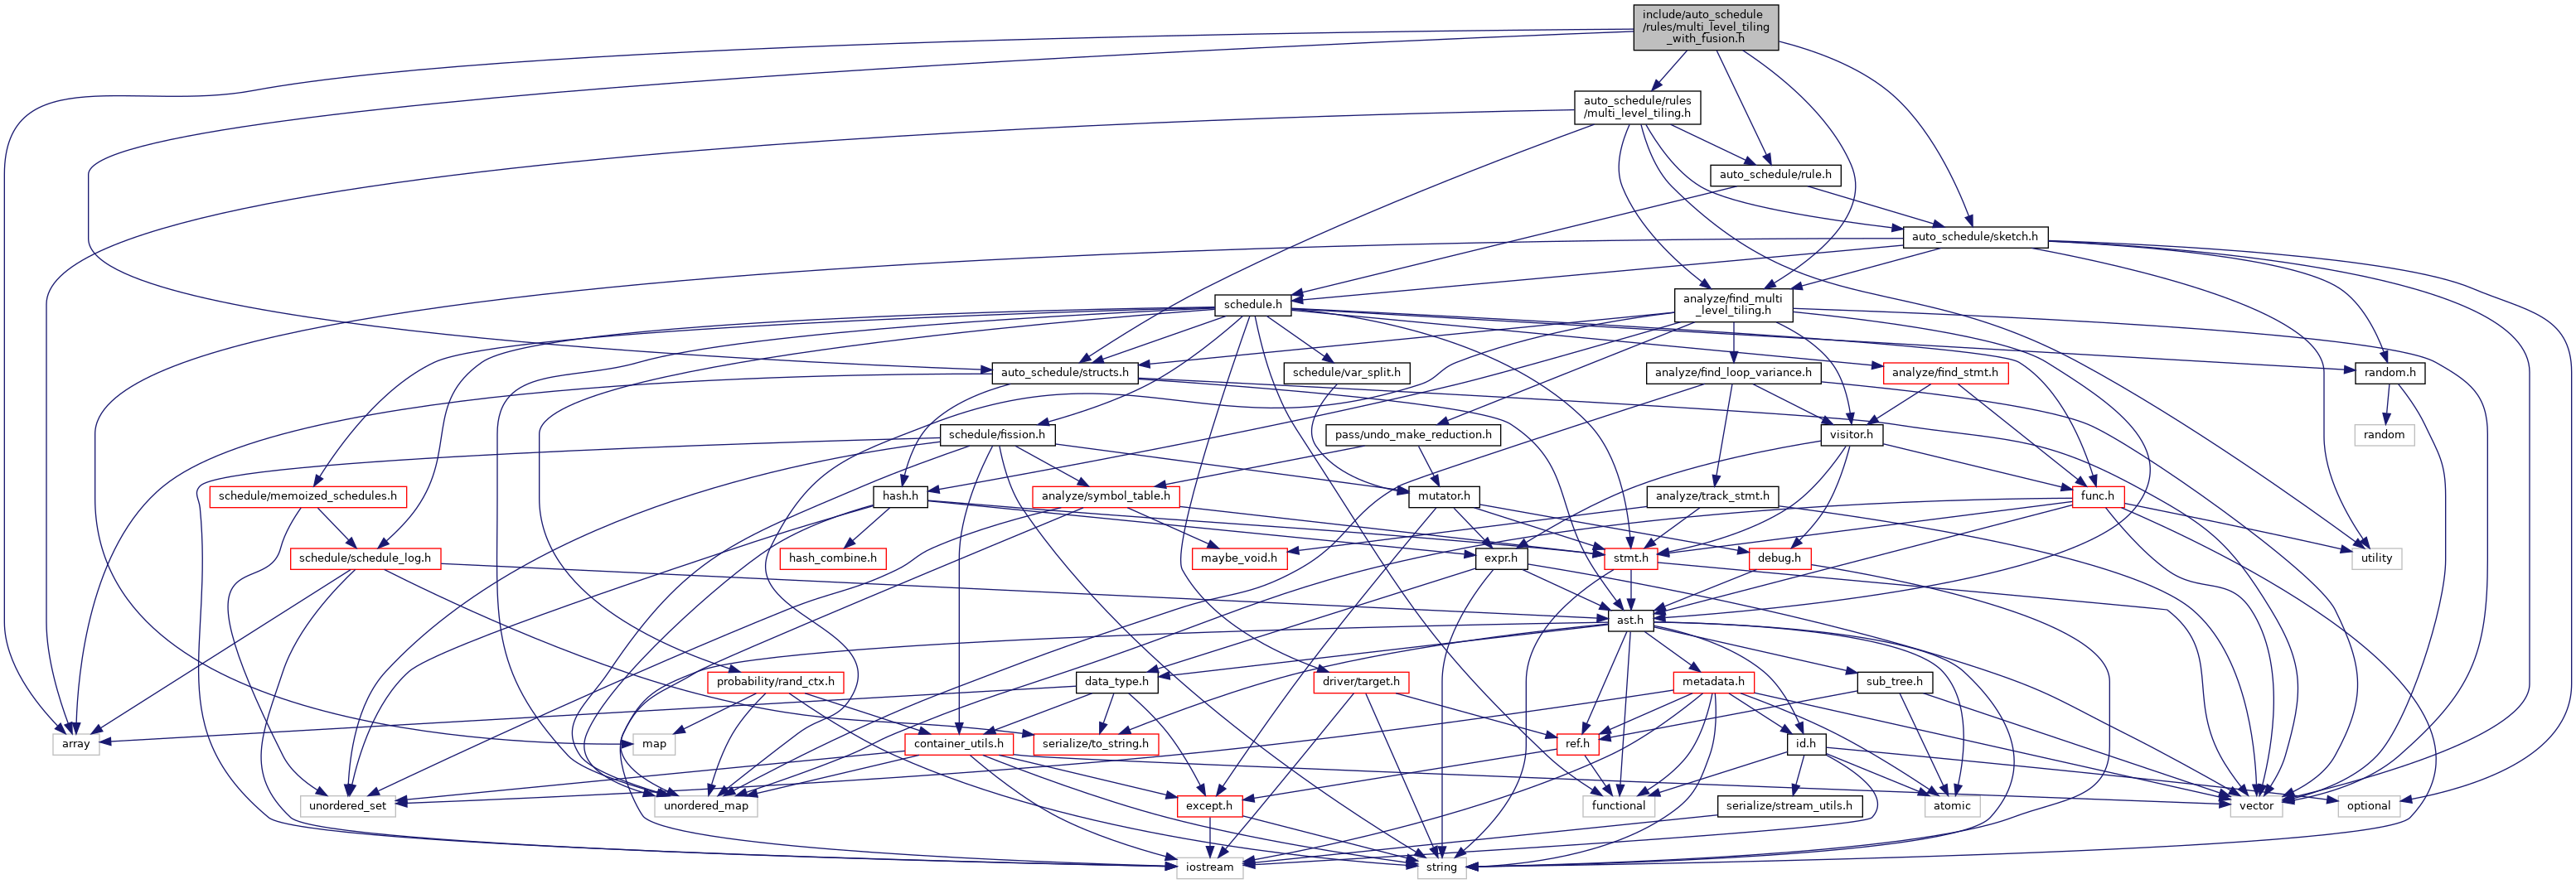 include/auto_schedule
/rules/multi_level_tiling
_with_fusion.h
auto_schedule/rules
/multi_level_tiling.h
auto_schedule/rule.h
auto_schedule/sketch.h
schedule.h
analyze/find_multi
_level_tiling.h
auto_schedule/structs.h
schedule/var_split.h
analyze/find_loop_variance.h
analyze/find_stmt.h
random.h
schedule/fission.h
pass/undo_make_reduction.h
visitor.h
random
schedule/memoized_schedules.h
hash.h
analyze/symbol_table.h
mutator.h
analyze/track_stmt.h
func.h
schedule/schedule_log.h
hash_combine.h
maybe_void.h
expr.h
stmt.h
debug.h
utility
ast.h
probability/rand_ctx.h
data_type.h
driver/target.h
metadata.h
sub_tree.h
array
map
container_utils.h
serialize/to_string.h
ref.h
id.h
unordered_set
unordered_map
except.h
functional
serialize/stream_utils.h
atomic
vector
optional
iostream
string